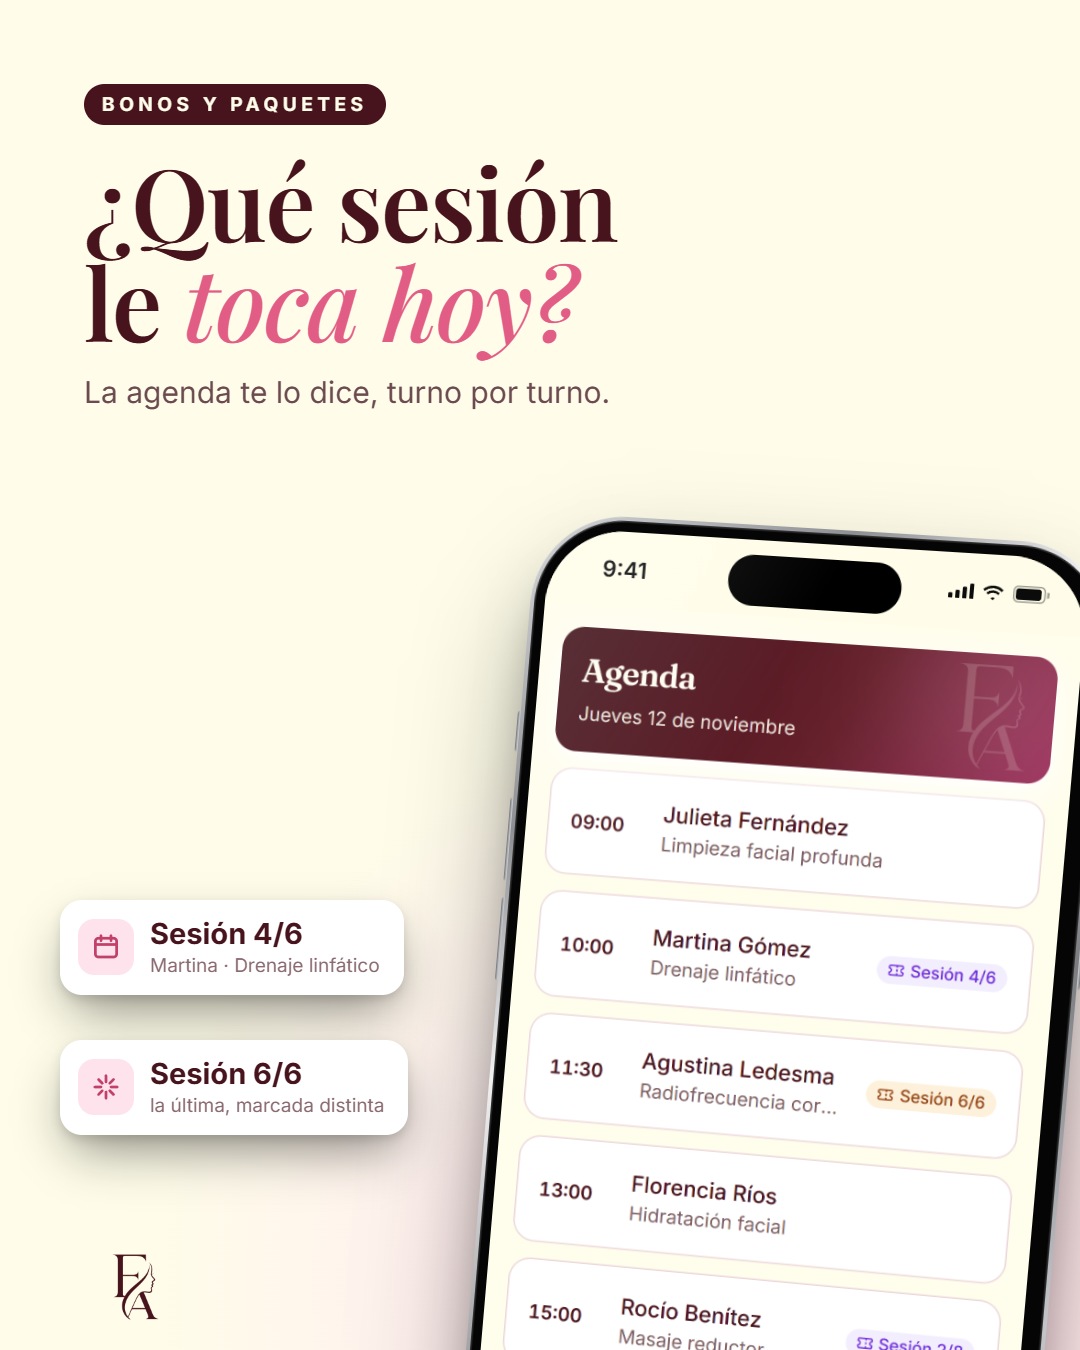 BONOS Y PAQUETES
¿Qué sesión
le toca hoy?
La agenda te lo dice, turno por turno.
9:41
Agenda
Jueves 12 de noviembre
09:00
Julieta Fernández
Limpieza facial profunda
10:00
Martina Gómez
Drenaje linfático
Sesión 4/6
11:30
Agustina Ledesma
Radiofrecuencia cor...
Sesión 6/6
13:00
Florencia Ríos
Hidratación facial
15:00
Rocío Benítez
Masaje reductor
Sesión
Sesión 4/6
Martina · Drenaje linfático
Sesión 6/6
la última, marcada distinta